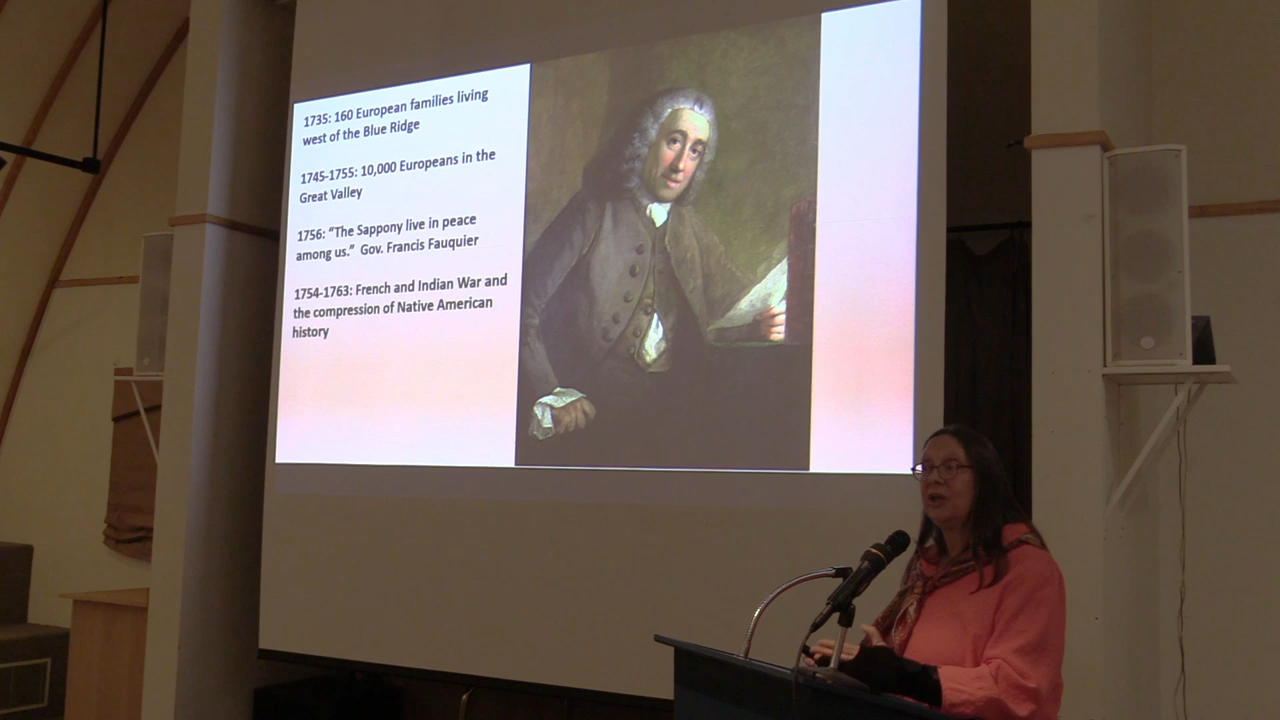 1735: 160 European families living
west of the Blue Ridge
1745-1755: 10,000 Europeans in the
Great Valley
1756: “The Sappony live in peace
among us.” Gov. Francis Fauquier
1754-1763: French and Indian War and
the compression of Native American
history